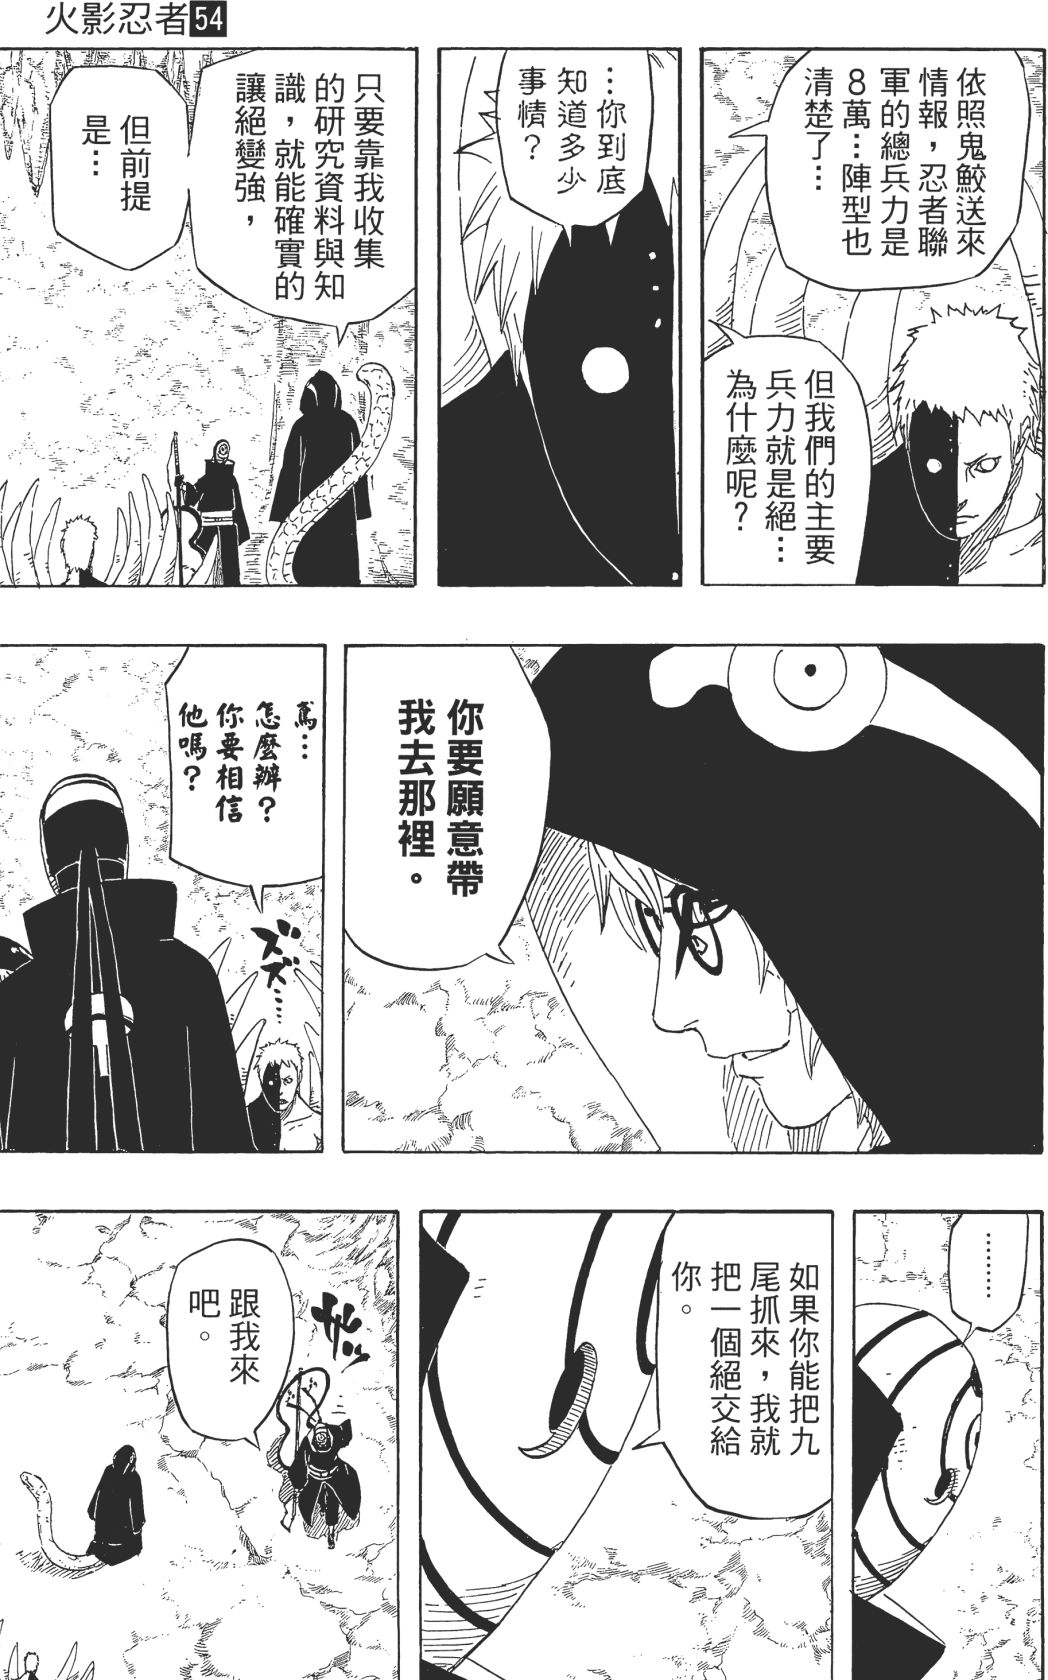 火影忍者54
依照鬼鮫送來
情報，忍者聯
軍的總兵力是
8萬…陣型也
清楚了…
但我們的主要
兵力就是絕…
為什麼呢？
…你到底
知道多少
事情？
只要靠我收集
的研究資料與知
識，就能確實的
讓絕變強，
但前提
是…
你要願意帶
我去那裡。
鳶…
怎麼辦？
你要相信
他嗎？
ズズ
ズ…
………
如果你能把九
尾抓來，我就
把一個絕交給
你。
ザッ
跟我來
吧。